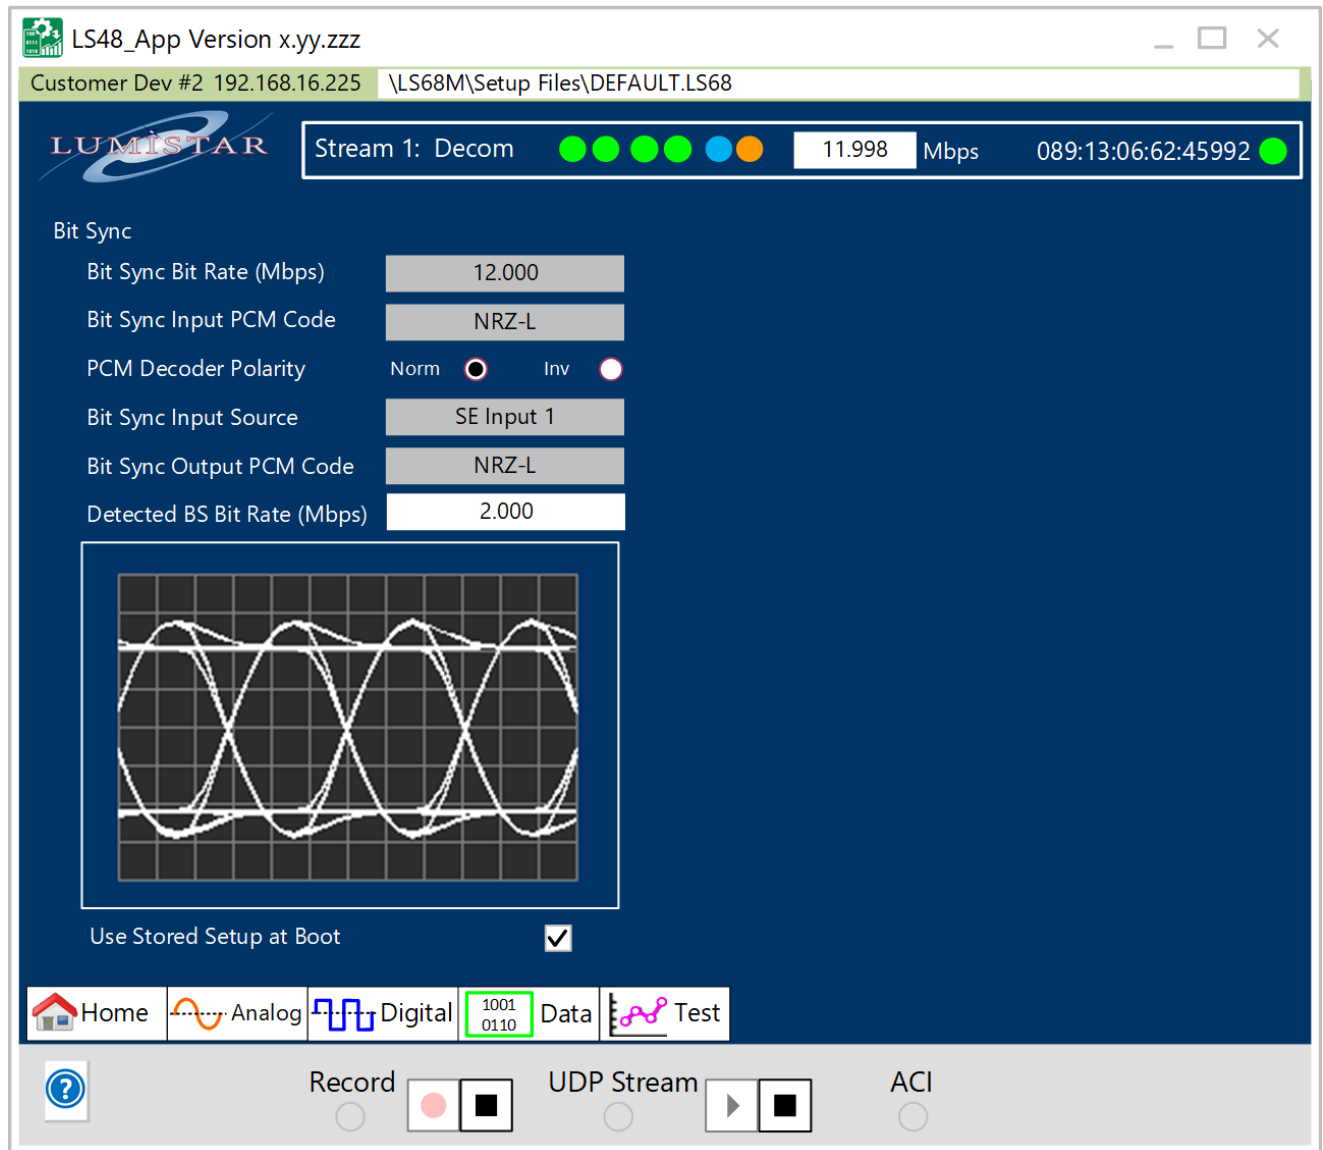 LS48_App Version x.yy.zzz
Customer Dev #2 192.168.16.225 \LS68M\Setup Files\DEFAULT.LS68
LUMISTAR Stream 1: Decom 11.998 Mbps 089:13:06:62:45992
Bit Sync
Bit Sync Bit Rate (Mbps) 12.000
Bit Sync Input PCM Code NRZ-L
PCM Decoder Polarity Norm Inv
Bit Sync Input Source SE Input 1
Bit Sync Output PCM Code NRZ-L
Detected BS Bit Rate (Mbps) 2.000
Use Stored Setup at Boot
Home Analog Digital 1001 0110 Data Test
? Record UDP Stream ACI